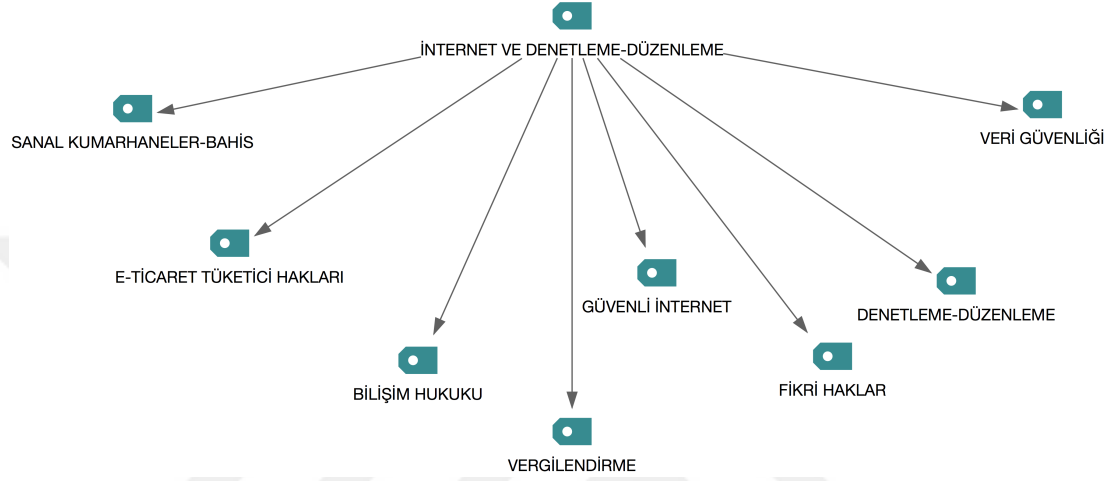 İNTERNET VE DENETLEME-DÜZENLEME
SANAL KUMARHANELER-BAHİS
VERİ GÜVENLİĞİ
E-TİCARET TÜKETİCİ HAKLARI
GÜVENLİ İNTERNET
DENETLEME-DÜZENLEME
BİLİŞİM HUKUKU
FİKRİ HAKLAR
VERGİLENDİRME